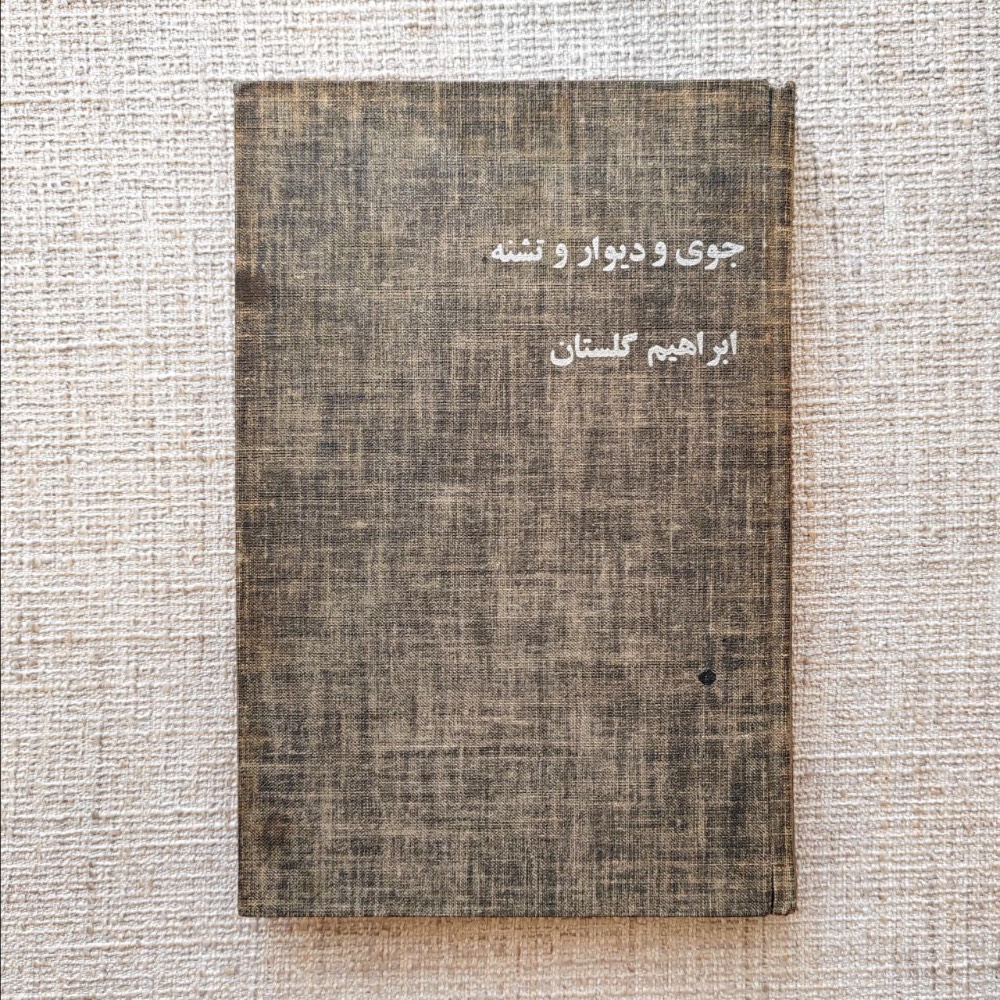 جوی و دیوار و تشنه
ابراهیم گلستان